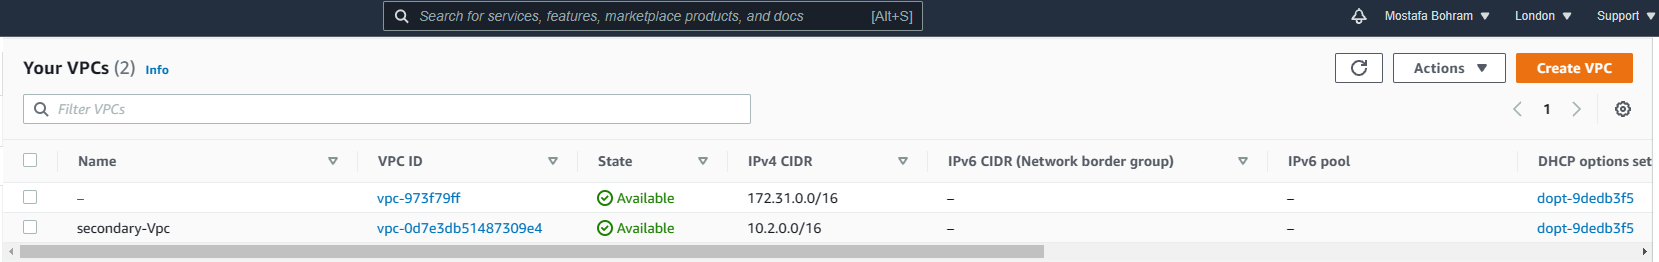 Search for services, features, marketplace products, and docs [Alt+S] Mostafa Bohram London Support
Your VPCs (2) Info Actions Create VPC
Filter VPCs 1
Name VPC ID State IPv4 CIDR IPv6 CIDR (Network border group) IPv6 pool DHCP options set
– vpc-973f79ff Available 172.31.0.0/16 – – dopt-9dedb3f5
secondary-Vpc vpc-0d7e3db51487309e4 Available 10.2.0.0/16 – – dopt-9dedb3f5